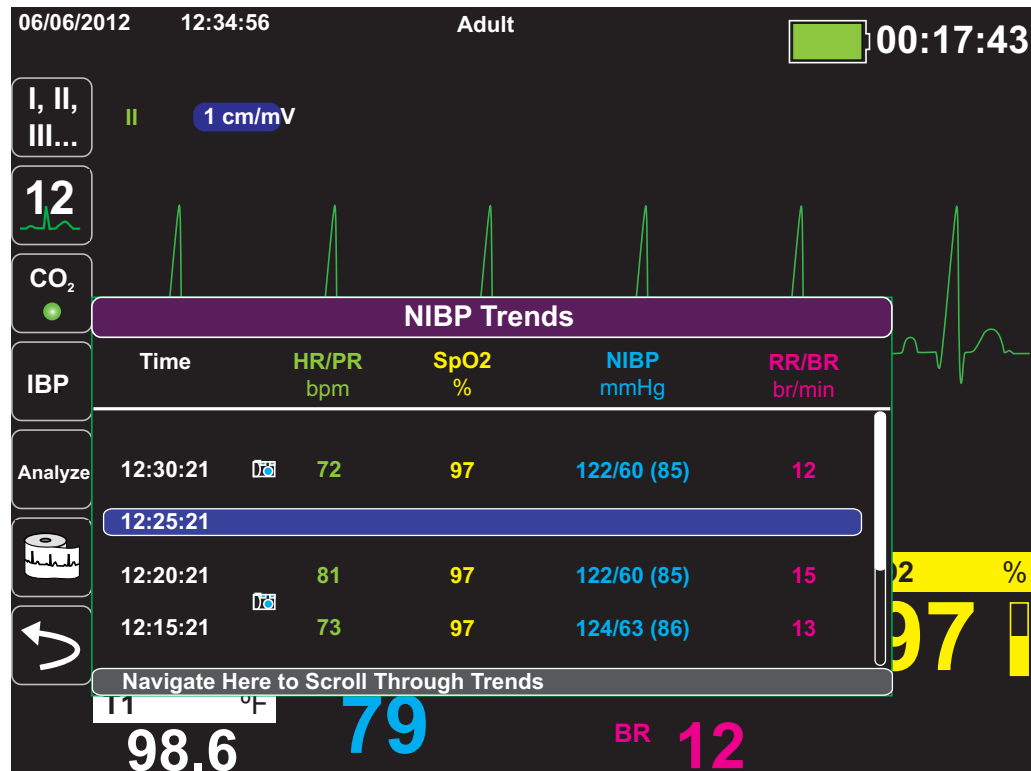 06/06/2012 12:34:56 Adult 00:17:43
I, II,
III...
II 1 cm/mV
12
CO₂
NIBP Trends
Time HR/PR SpO2 NIBP RR/BR
bpm % mmHg br/min
IBP
Analyze
12:30:21 72 97 122/60 (85) 12
12:25:21
12:20:21 81 97 122/60 (85) 15
12:15:21 73 97 124/63 (86) 13
2 %
97
Navigate Here to Scroll Through Trends
T1 °F
98.6 79 BR 12